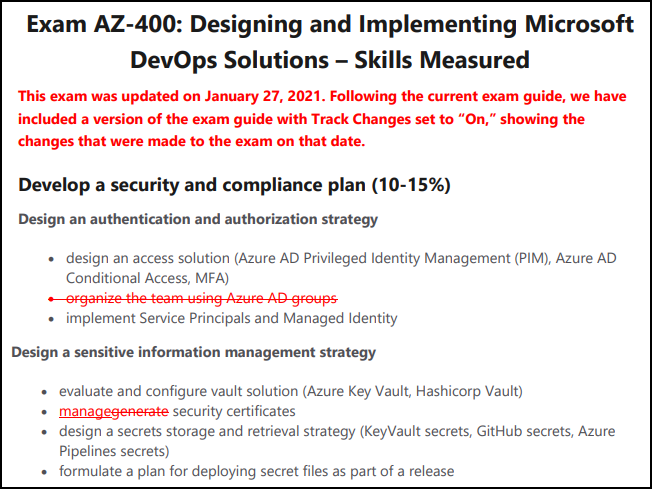 Exam AZ-400: Designing and Implementing Microsoft
DevOps Solutions – Skills Measured
This exam was updated on January 27, 2021. Following the current exam guide, we have
included a version of the exam guide with Track Changes set to “On,” showing the
changes that were made to the exam on that date.
Develop a security and compliance plan (10-15%)
Design an authentication and authorization strategy
• design an access solution (Azure AD Privileged Identity Management (PIM), Azure AD
Conditional Access, MFA)
• organize the team using Azure AD groups
• implement Service Principals and Managed Identity
Design a sensitive information management strategy
• evaluate and configure vault solution (Azure Key Vault, Hashicorp Vault)
• managegenerate security certificates
• design a secrets storage and retrieval strategy (KeyVault secrets, GitHub secrets, Azure
Pipelines secrets)
• formulate a plan for deploying secret files as part of a release